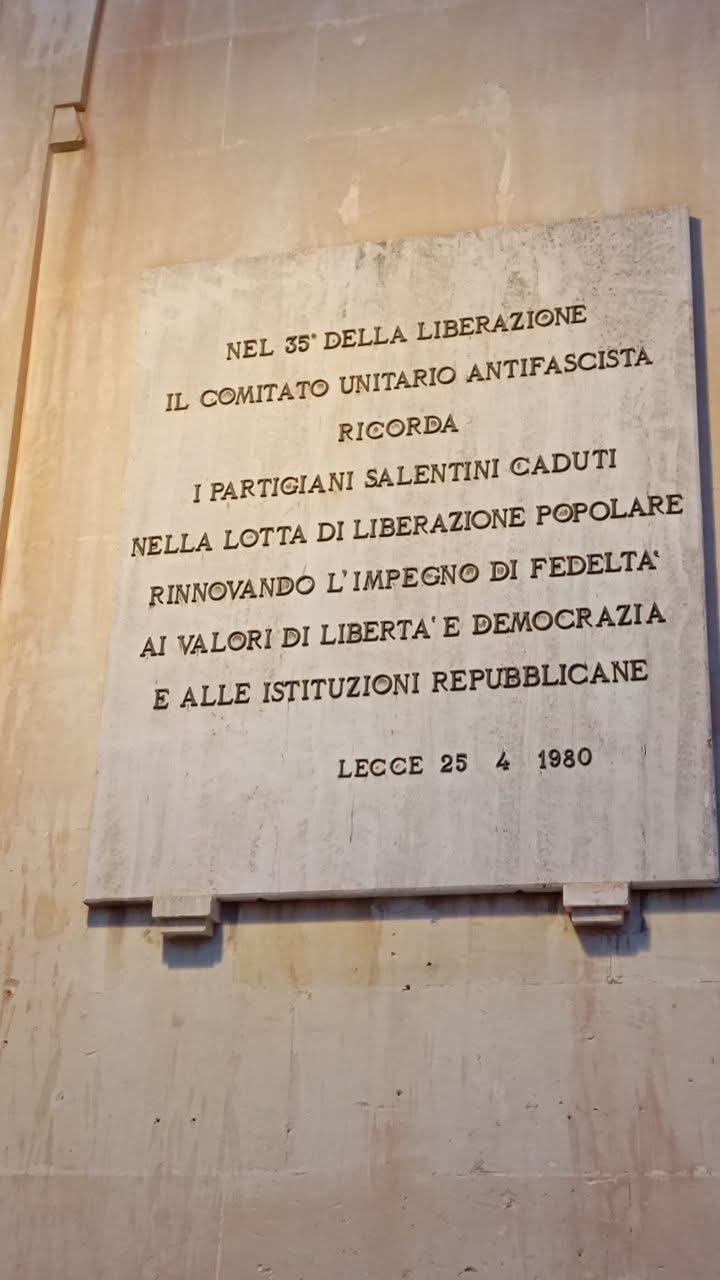 NEL 35° DELLA LIBERAZIONE
IL COMITATO UNITARIO ANTIFASCISTA
RICORDA
I PARTIGIANI SALENTINI CADUTI
NELLA LOTTA DI LIBERAZIONE POPOLARE
RINNOVANDO L'IMPEGNO DI FEDELTA'
AI VALORI DI LIBERTA' E DEMOCRAZIA
E ALLE ISTITUZIONI REPUBBLICANE
LECCE 25 4 1980